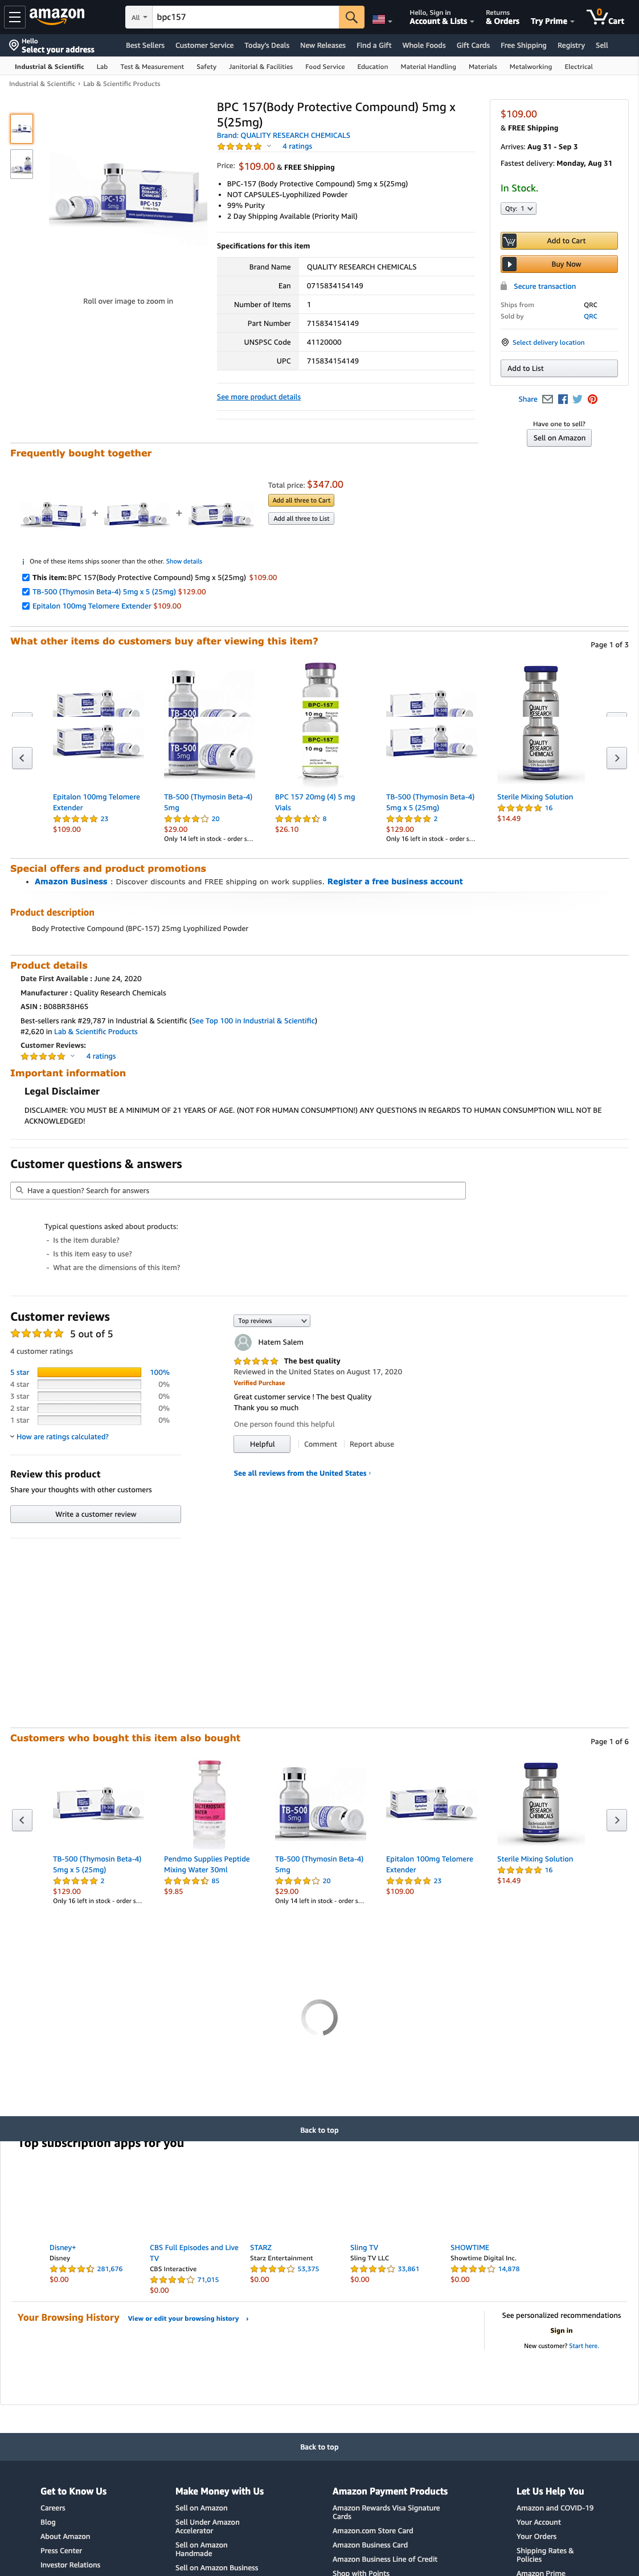 amazon
All
bpc157
Hello, Sign in
Account & Lists
Returns
& Orders
Try Prime
0
Cart
Hello
Select your address
Best Sellers
Customer Service
Today's Deals
New Releases
Find a Gift
Whole Foods
Gift Cards
Free Shipping
Registry
Sell
Industrial & Scientific
Lab
Test & Measurement
Safety
Janitorial & Facilities
Food Service
Education
Material Handling
Materials
Metalworking
Electrical
Industrial & Scientific › Lab & Scientific Products
BPC-157
QUALITY RESEARCH CHEMICALS
BPC-157
Roll over image to zoom in
BPC 157(Body Protective Compound) 5mg x
5(25mg)
Brand: QUALITY RESEARCH CHEMICALS
4 ratings
Price: $109.00 & FREE Shipping
• BPC-157 (Body Protective Compound) 5mg x 5(25mg)
• NOT CAPSULES-Lyophilized Powder
• 99% Purity
• 2 Day Shipping Available (Priority Mail)
Specifications for this item
Brand Name QUALITY RESEARCH CHEMICALS
Ean 0715834154149
Number of Items 1
Part Number 715834154149
UNSPSC Code 41120000
UPC 715834154149
See more product details
$109.00
& FREE Shipping
Arrives: Aug 31 - Sep 3
Fastest delivery: Monday, Aug 31
In Stock.
Qty: 1
Add to Cart
Buy Now
Secure transaction
Ships from QRC
Sold by QRC
Select delivery location
Add to List
Share
Have one to sell?
Sell on Amazon
Frequently bought together
+
+
Total price: $347.00
Add all three to Cart
Add all three to List
i One of these items ships sooner than the other. Show details
This item: BPC 157(Body Protective Compound) 5mg x 5(25mg) $109.00
TB-500 (Thymosin Beta-4) 5mg x 5 (25mg) $129.00
Epitalon 100mg Telomere Extender $109.00
What other items do customers buy after viewing this item?
Page 1 of 3
TB-500
TB-500
5mg
BPC-157
10 mg
BPC-157
10 mg
QUALITY
RESEARCH
CHEMICALS
Epitalon 100mg Telomere
Extender
23
$109.00
TB-500 (Thymosin Beta-4)
5mg
20
$29.00
Only 14 left in stock - order s...
BPC 157 20mg (4) 5 mg
Vials
8
$26.10
TB-500 (Thymosin Beta-4)
5mg x 5 (25mg)
2
$129.00
Only 16 left in stock - order s...
Sterile Mixing Solution
16
$14.49
Special offers and product promotions
• Amazon Business : Discover discounts and FREE shipping on work supplies. Register a free business account
Product description
Body Protective Compound (BPC-157) 25mg Lyophilized Powder
Product details
Date First Available : June 24, 2020
Manufacturer : Quality Research Chemicals
ASIN : B08BR38H6S
Best-sellers rank #29,787 in Industrial & Scientific (See Top 100 in Industrial & Scientific)
#2,620 in Lab & Scientific Products
Customer Reviews:
4 ratings
Important information
Legal Disclaimer
DISCLAIMER: YOU MUST BE A MINIMUM OF 21 YEARS OF AGE. (NOT FOR HUMAN CONSUMPTION!) ANY QUESTIONS IN REGARDS TO HUMAN CONSUMPTION WILL NOT BE
ACKNOWLEDGED!
Customer questions & answers
Have a question? Search for answers
Typical questions asked about products:
- Is the item durable?
- Is this item easy to use?
- What are the dimensions of this item?
Customer reviews
5 out of 5
4 customer ratings
5 star 100%
4 star 0%
3 star 0%
2 star 0%
1 star 0%
How are ratings calculated?
Review this product
Share your thoughts with other customers
Write a customer review
Top reviews
Hatem Salem
The best quality
Reviewed in the United States on August 17, 2020
Verified Purchase
Great customer service ! The best Quality
Thank you so much
One person found this helpful
Helpful
Comment
Report abuse
See all reviews from the United States ›
Customers who bought this item also bought
Page 1 of 6
BACTERIOSTATIC
WATER
TB-500
5mg
QUALITY
RESEARCH
CHEMICALS
TB-500 (Thymosin Beta-4)
5mg x 5 (25mg)
2
$129.00
Only 16 left in stock - order s...
Pendmo Supplies Peptide
Mixing Water 30ml
85
$9.85
TB-500 (Thymosin Beta-4)
5mg
20
$29.00
Only 14 left in stock - order s...
Epitalon 100mg Telomere
Extender
23
$109.00
Sterile Mixing Solution
16
$14.49
Back to top
Top subscription apps for you
Disney+
Disney
281,676
$0.00
CBS Full Episodes and Live
TV
CBS Interactive
71,015
$0.00
STARZ
Starz Entertainment
53,375
$0.00
Sling TV
Sling TV LLC
33,861
$0.00
SHOWTIME
Showtime Digital Inc.
14,878
$0.00
Your Browsing History View or edit your browsing history ›
See personalized recommendations
Sign in
New customer? Start here.
Back to top
Get to Know Us
Careers
Blog
About Amazon
Press Center
Investor Relations
Make Money with Us
Sell on Amazon
Sell Under Amazon
Accelerator
Sell on Amazon
Handmade
Sell on Amazon Business
Amazon Payment Products
Amazon Rewards Visa Signature
Cards
Amazon.com Store Card
Amazon Business Card
Amazon Business Line of Credit
Shop with Points
Let Us Help You
Amazon and COVID-19
Your Account
Your Orders
Shipping Rates &
Policies
Amazon Prime